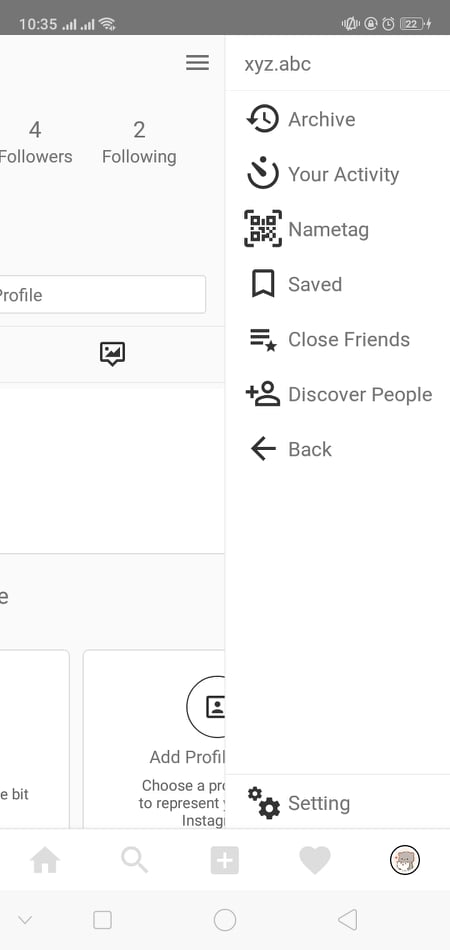 10:35
22
xyz.abc
4
2
Followers
Following
Archive
Your Activity
Nametag
Saved
Close Friends
Discover People
Back
Profile
e
Add Profil
Choose a pro
to represent y
Instag
e bit
Setting